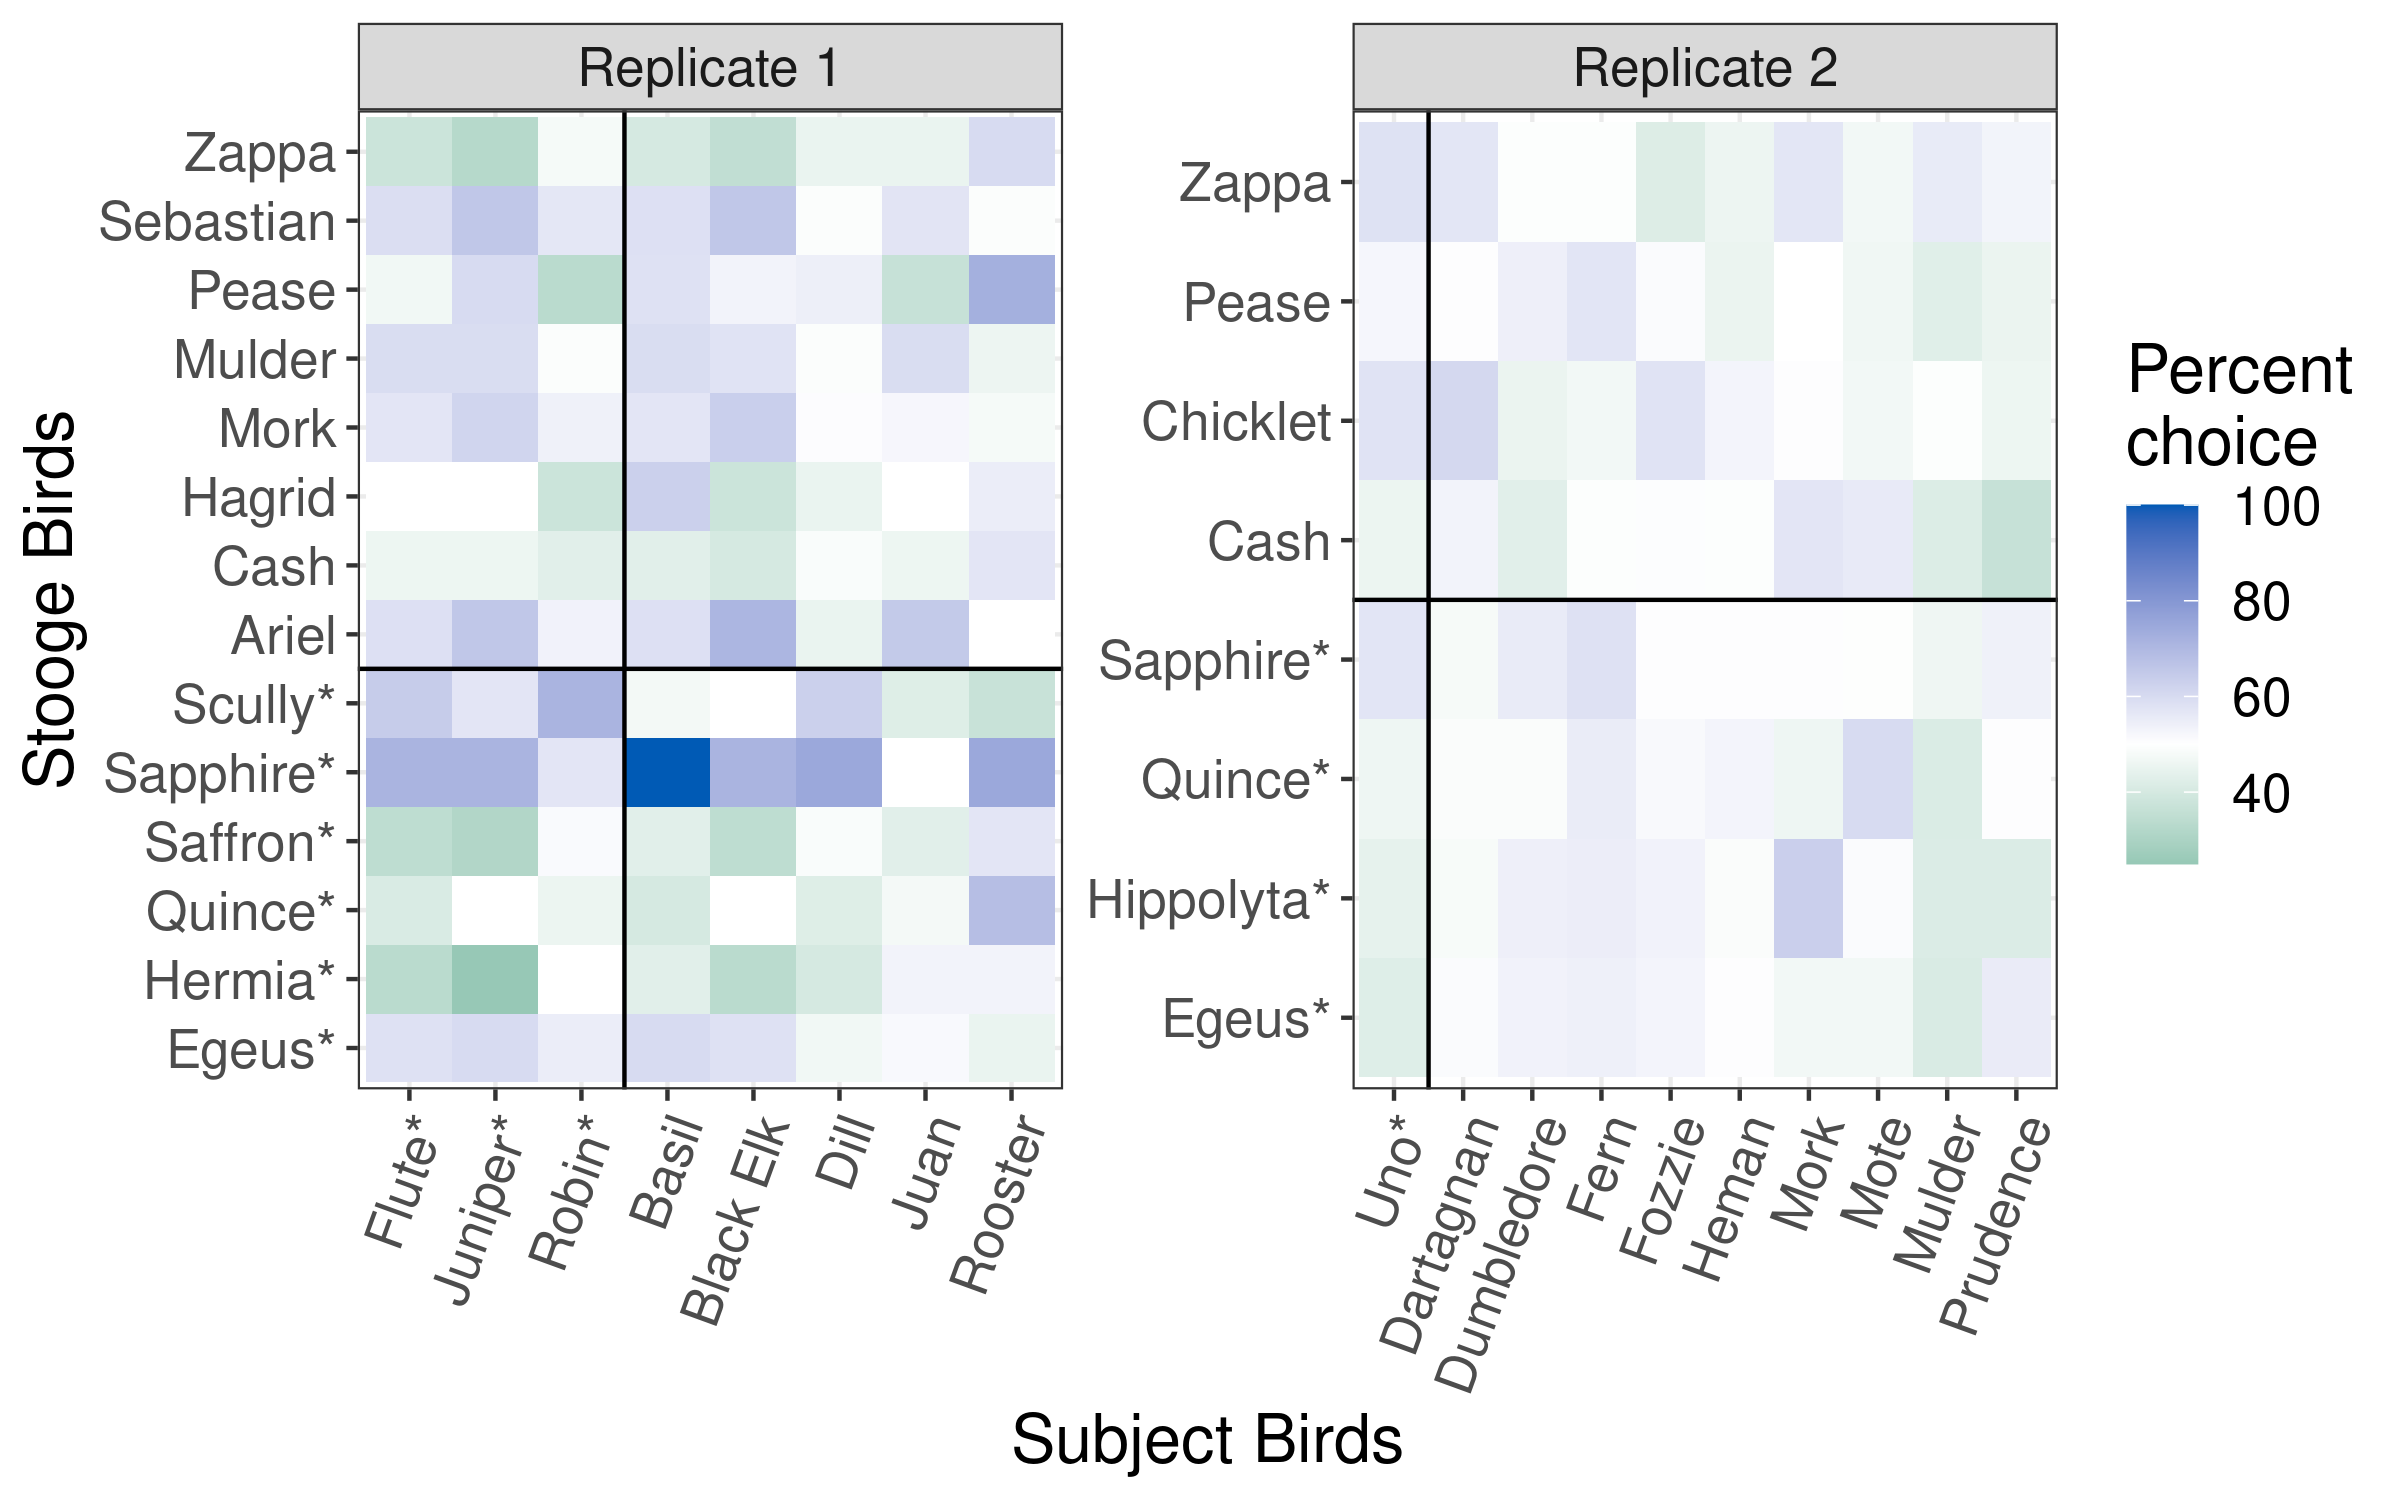 Replicate 1
Replicate 2
Stooge Birds
Zappa
Sebastian
Pease
Mulder
Mork
Hagrid
Cash
Ariel
Scully*
Sapphire*
Saffron*
Quince*
Hermia*
Egeus*
Flute*
Juniper*
Robin*
Basil
Black Elk
Dill
Juan
Rooster
Zappa
Pease
Chicklet
Cash
Sapphire*
Quince*
Hippolyta*
Egeus*
Uno*
Dartagnan
Dumbledore
Fern
Fozzie
Heman
Mork
Mote
Mulder
Prudence
Subject Birds
Percent
choice
100
80
60
40